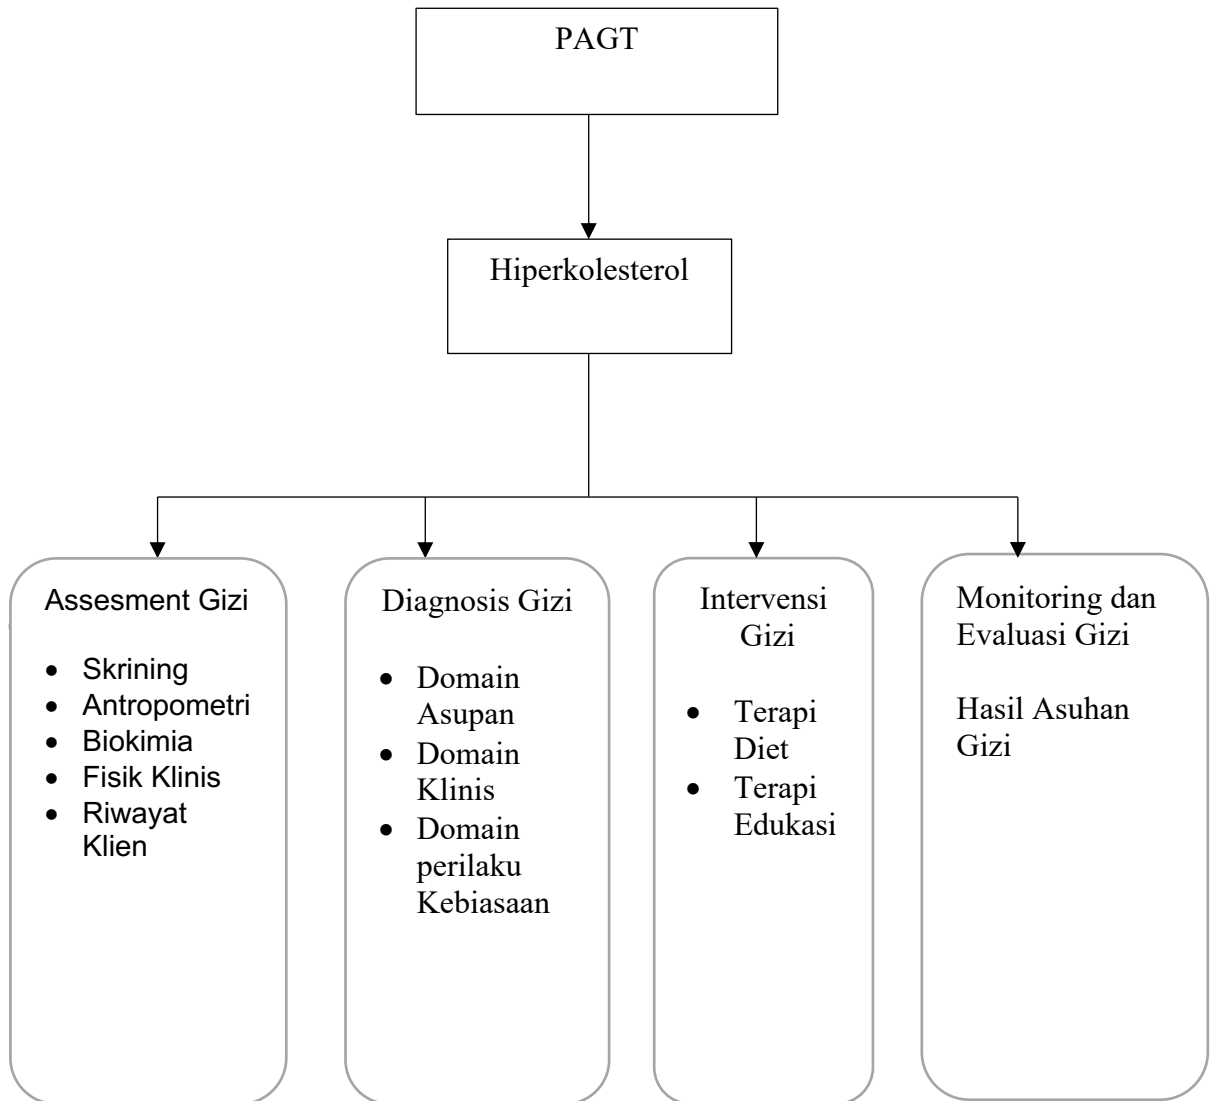 PAGT
Hiperkolesterol
Assesment Gizi
• Skrining
• Antropometri
• Biokimia
• Fisik Klinis
• Riwayat
Klien
Diagnosis Gizi
• Domain
Asupan
• Domain
Klinis
• Domain
perilaku
Kebiasaan
Intervensi
Gizi
• Terapi
Diet
• Terapi
Edukasi
Monitoring dan
Evaluasi Gizi
Hasil Asuhan
Gizi